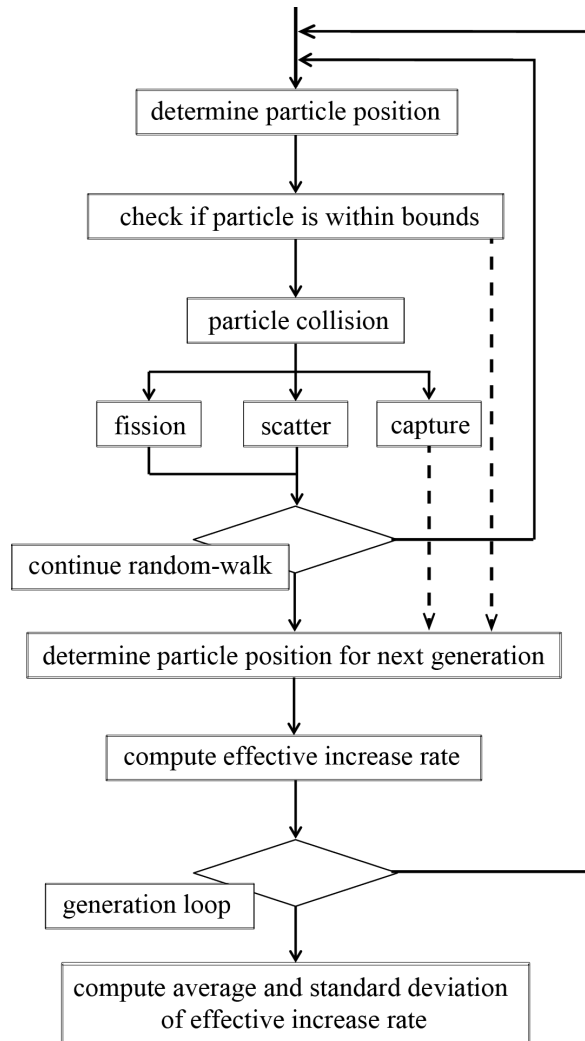 determine particle position
check if particle is within bounds
particle collision
fission
scatter
capture
continue random-walk
determine particle position for next generation
compute effective increase rate
generation loop
compute average and standard deviation
of effective increase rate